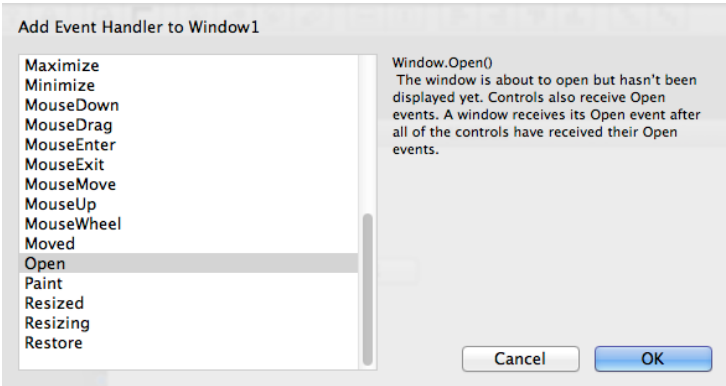 Add Event Handler to Window1
Maximize
Minimize
MouseDown
MouseDrag
MouseEnter
MouseExit
MouseMove
MouseUp
MouseWheel
Moved
Open
Paint
Resized
Resizing
Restore
Window.Open()
The window is about to open but hasn't been
displayed yet. Controls also receive Open
events. A window receives its Open event after
all of the controls have received their Open
events.
Cancel
OK